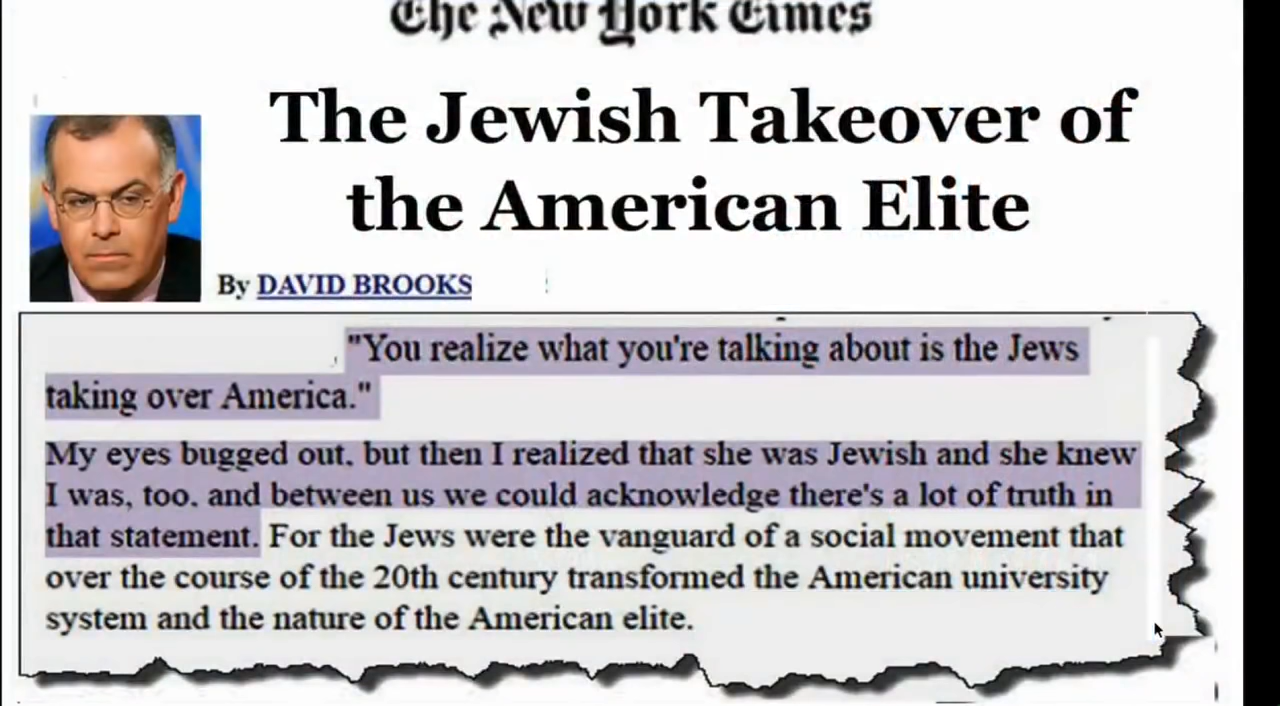 The New York Times
The Jewish Takeover of
the American Elite
By DAVID BROOKS
"You realize what you're talking about is the Jews
taking over America."
My eyes bugged out, but then I realized that she was Jewish and she knew
I was, too, and between us we could acknowledge there's a lot of truth in
that statement. For the Jews were the vanguard of a social movement that
over the course of the 20th century transformed the American university
system and the nature of the American elite.